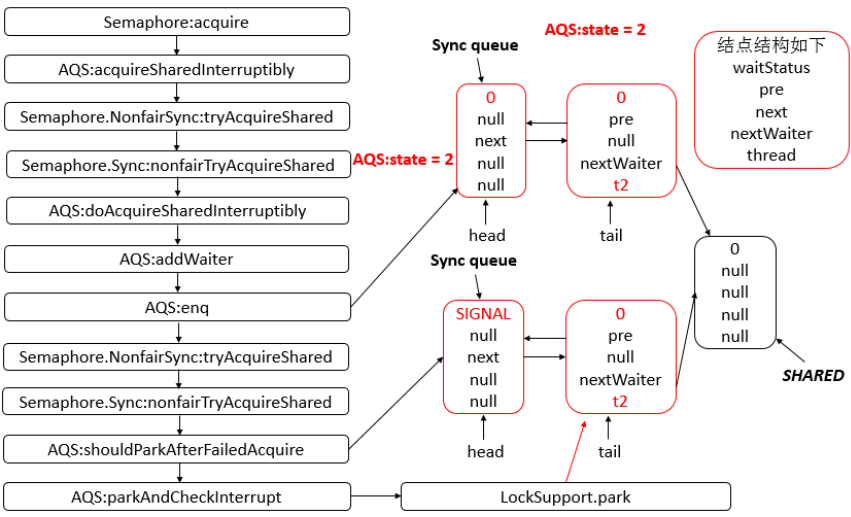 Semaphore:acquire
AQS:acquireSharedInterruptibly
Semaphore.NonfairSync:tryAcquireShared
Semaphore.Sync:nonfairTryAcquireShared
AQS:state = 2
AQS:doAcquireSharedInterruptibly
AQS:addWaiter
AQS:enq
Semaphore.NonfairSync:tryAcquireShared
Semaphore.Sync:nonfairTryAcquireShared
AQS:shouldParkAfterFailedAcquire
AQS:parkAndCheckInterrupt
LockSupport.park
AQS:state = 2
Sync queue
0
null
next
null
null
head
0
pre
null
nextWaiter
t2
tail
Sync queue
SIGNAL
null
next
null
null
head
0
pre
null
nextWaiter
t2
tail
结点结构如下
waitStatus
pre
next
nextWaiter
thread
0
null
null
null
null
SHARED